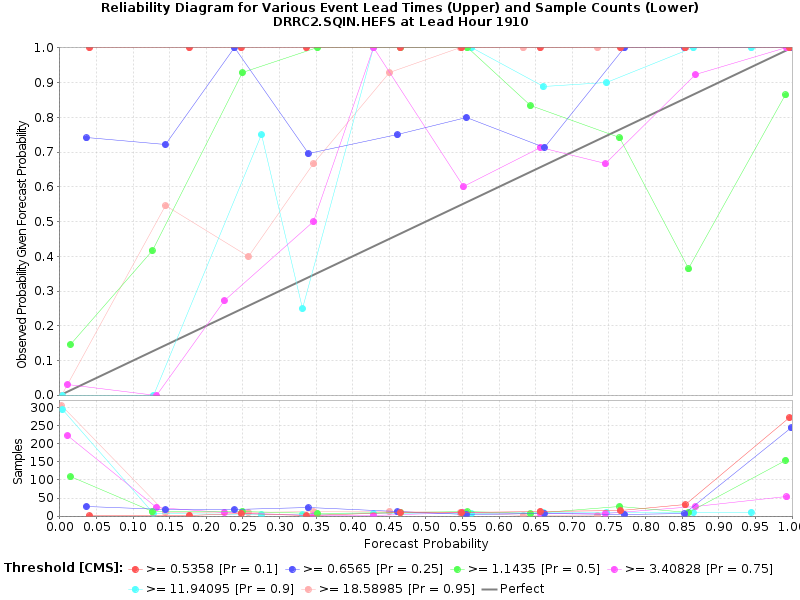 Reliability Diagram for Various Event Lead Times (Upper) and Sample Counts (Lower)
DRRC2.SQIN.HEFS at Lead Hour 1910
Observed Probability Given Forecast Probability
1.0
0.9
0.8
0.7
0.6
0.5
0.4
0.3
0.2
0.1
0.0
Samples
300
250
200
150
100
50
0
0.00 0.05 0.10 0.15 0.20 0.25 0.30 0.35 0.40 0.45 0.50 0.55 0.60 0.65 0.70 0.75 0.80 0.85 0.90 0.95 1.00
Forecast Probability
Threshold [CMS]: >= 0.5358 [Pr = 0.1] >= 0.6565 [Pr = 0.25] >= 1.1435 [Pr = 0.5] >= 3.40828 [Pr = 0.75]
>= 11.94095 [Pr = 0.9] >= 18.58985 [Pr = 0.95] Perfect